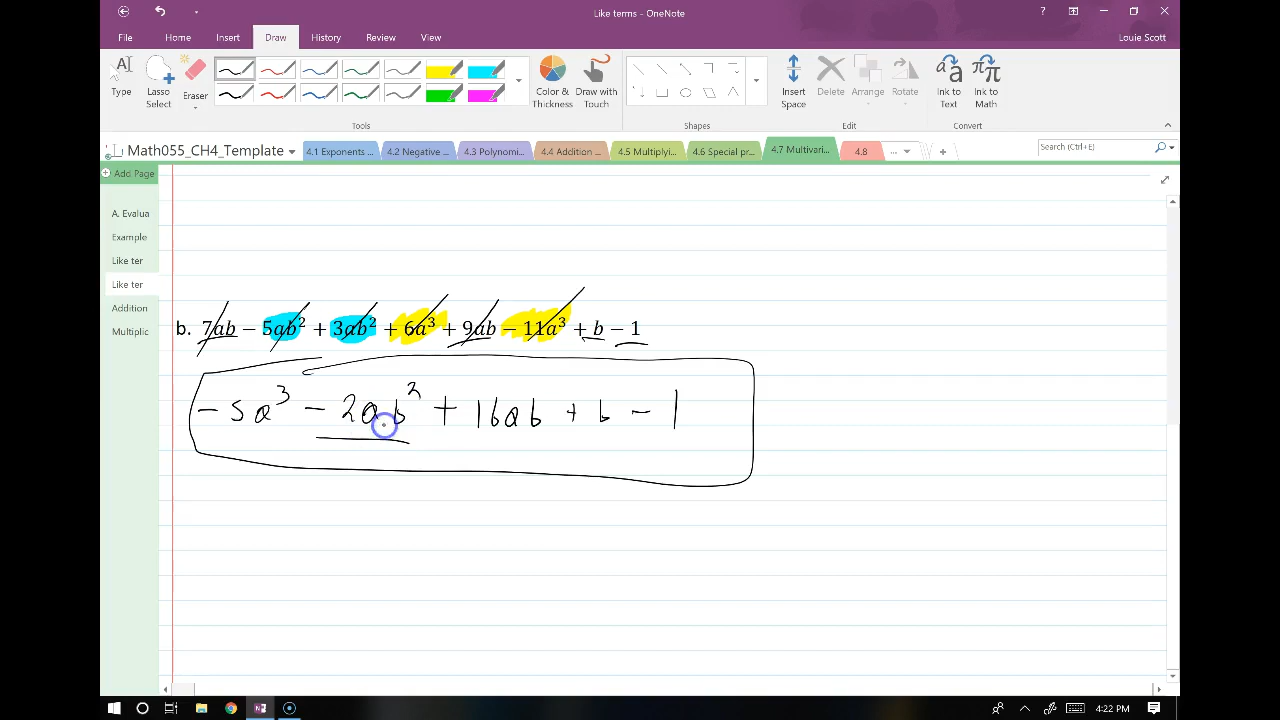 Like terms - OneNote
?
File Home Insert Draw History Review View Louie Scott
Type Lasso Select Eraser Color & Thickness Draw with Touch Insert Space Delete Arrange Rotate Ink to Text Ink to Math
Tools Shapes Edit Convert
Math055_CH4_Template 4.1 Exponents ... 4.2 Negative ... 4.3 Polynomi... 4.4 Addition ... 4.5 Multiplyi... 4.6 Special pr... 4.7 Multivari... 4.8 ... + Search (Ctrl+E)
Add Page
A. Evalua
Example
Like ter
Like ter
Addition
Multiplic
b. 7ab − 5ab² + 3ab² + 6a³ + 9ab − 11a³ + b − 1
−5a³ − 2ab² + 16ab + b − 1
4:22 PM